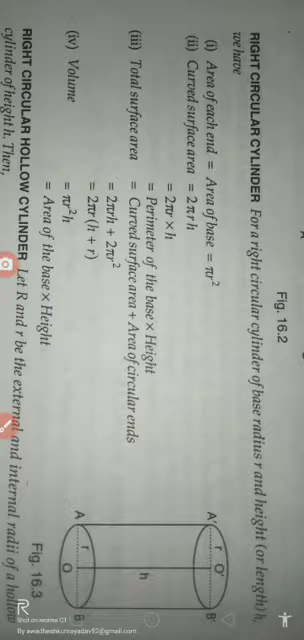 Fig. 16.2
RIGHT CIRCULAR CYLINDER For a right circular cylinder of base radius r and height (or length) h,
we have
(i) Area of each end = Area of base = πr²
(ii) Curved surface area = 2πr h
= 2πr × h
= Perimeter of the base × Height
(iii) Total surface area = Curved surface area + Area of circular ends
= 2πrh + 2πr²
= 2πr (h + r)
(iv) Volume = πr²h
= Area of the base × Height
A' r O' B'
h
A r O B
Fig. 16.3
RIGHT CIRCULAR HOLLOW CYLINDER Let R and r be the external and internal radii of a hollow
cylinder of height h. Then,
Shot on
By awadheshkumaryadav52@gmail.com